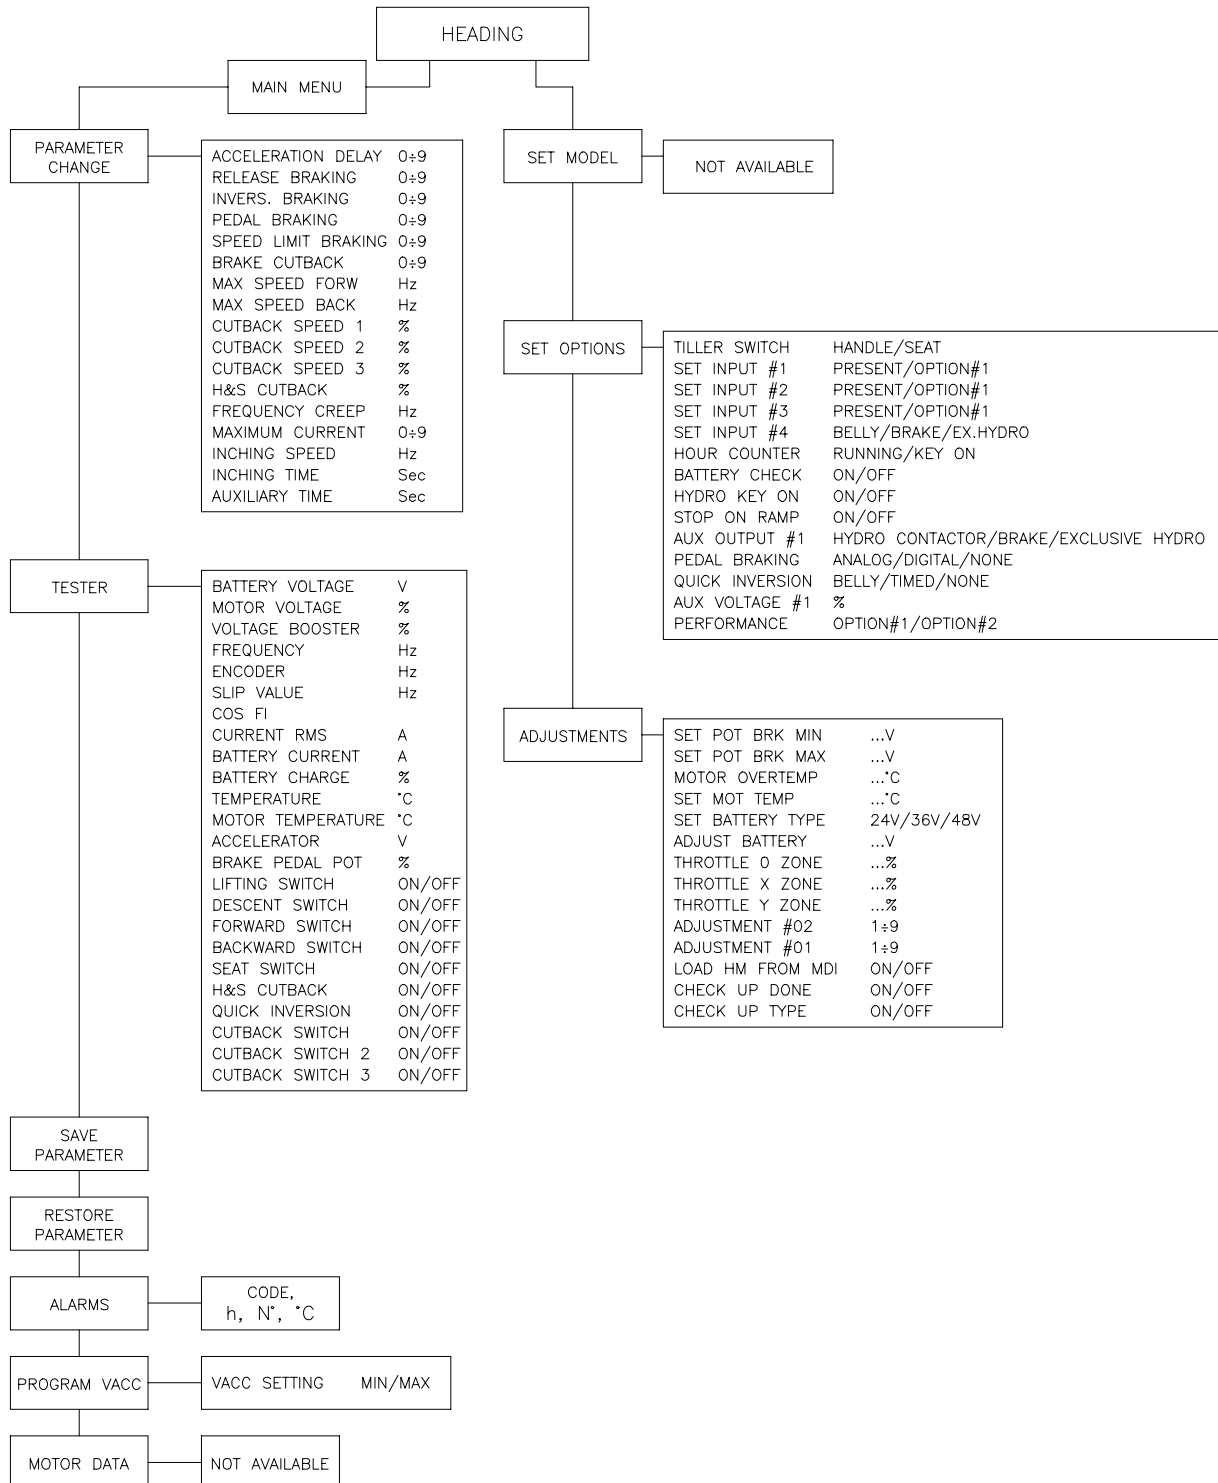 HEADING
MAIN MENU
PARAMETER
CHANGE
ACCELERATION DELAY 0÷9
RELEASE BRAKING 0÷9
INVERS. BRAKING 0÷9
PEDAL BRAKING 0÷9
SPEED LIMIT BRAKING 0÷9
BRAKE CUTBACK 0÷9
MAX SPEED FORW Hz
MAX SPEED BACK Hz
CUTBACK SPEED 1 %
CUTBACK SPEED 2 %
CUTBACK SPEED 3 %
H&S CUTBACK %
FREQUENCY CREEP Hz
MAXIMUM CURRENT 0÷9
INCHING SPEED Hz
INCHING TIME Sec
AUXILIARY TIME Sec
TESTER
BATTERY VOLTAGE V
MOTOR VOLTAGE %
VOLTAGE BOOSTER %
FREQUENCY Hz
ENCODER Hz
SLIP VALUE Hz
COS FI
CURRENT RMS A
BATTERY CURRENT A
BATTERY CHARGE %
TEMPERATURE °C
MOTOR TEMPERATURE °C
ACCELERATOR V
BRAKE PEDAL POT %
LIFTING SWITCH ON/OFF
DESCENT SWITCH ON/OFF
FORWARD SWITCH ON/OFF
BACKWARD SWITCH ON/OFF
SEAT SWITCH ON/OFF
H&S CUTBACK ON/OFF
QUICK INVERSION ON/OFF
CUTBACK SWITCH ON/OFF
CUTBACK SWITCH 2 ON/OFF
CUTBACK SWITCH 3 ON/OFF
SAVE
PARAMETER
RESTORE
PARAMETER
ALARMS
CODE,
h, N°, °C
PROGRAM VACC
VACC SETTING MIN/MAX
MOTOR DATA
NOT AVAILABLE
SET MODEL
NOT AVAILABLE
SET OPTIONS
TILLER SWITCH HANDLE/SEAT
SET INPUT #1 PRESENT/OPTION#1
SET INPUT #2 PRESENT/OPTION#1
SET INPUT #3 PRESENT/OPTION#1
SET INPUT #4 BELLY/BRAKE/EX.HYDRO
HOUR COUNTER RUNNING/KEY ON
BATTERY CHECK ON/OFF
HYDRO KEY ON ON/OFF
STOP ON RAMP ON/OFF
AUX OUTPUT #1 HYDRO CONTACTOR/BRAKE/EXCLUSIVE HYDRO
PEDAL BRAKING ANALOG/DIGITAL/NONE
QUICK INVERSION BELLY/TIMED/NONE
AUX VOLTAGE #1 %
PERFORMANCE OPTION#1/OPTION#2
ADJUSTMENTS
SET POT BRK MIN ...V
SET POT BRK MAX ...V
MOTOR OVERTEMP ...°C
SET MOT TEMP ...°C
SET BATTERY TYPE 24V/36V/48V
ADJUST BATTERY ...V
THROTTLE 0 ZONE ...%
THROTTLE X ZONE ...%
THROTTLE Y ZONE ...%
ADJUSTMENT #02 1÷9
ADJUSTMENT #01 1÷9
LOAD HM FROM MDI ON/OFF
CHECK UP DONE ON/OFF
CHECK UP TYPE ON/OFF